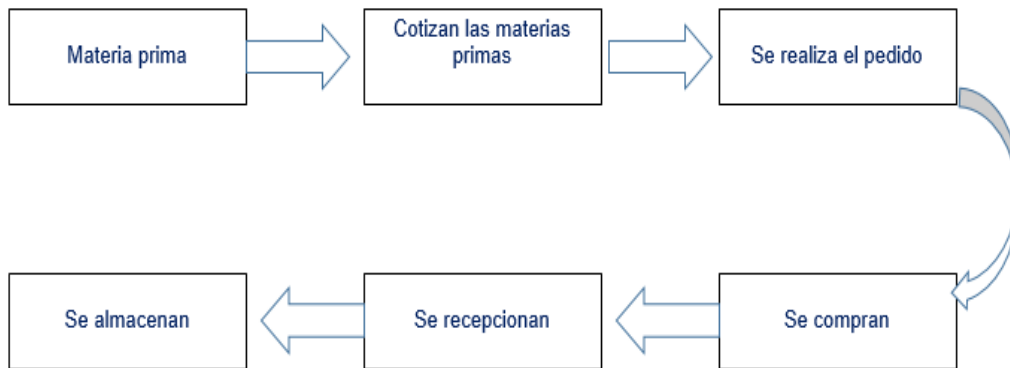 Materia prima
Cotizan las materias
primas
Se realiza el pedido
Se compran
Se recepcionan
Se almacenan